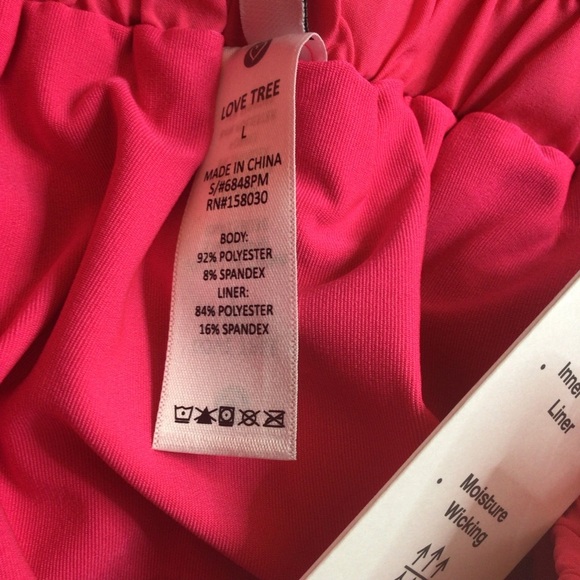 LOVE TREE
L
MADE IN CHINA
S/#6848PM
RN#158030
BODY:
92% POLYESTER
8% SPANDEX
LINER:
84% POLYESTER
16% SPANDEX
• Inner
Liner
• Moisture
Wicking